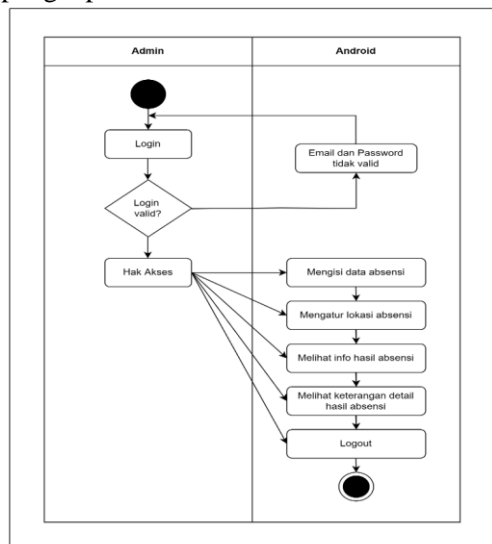 Admin
Android
Login
Email dan Password
tidak valid
Login
valid?
Hak Akses
Mengisi data absensi
Mengatur lokasi absensi
Melihat info hasil absensi
Melihat keterangan detail
hasil absensi
Logout